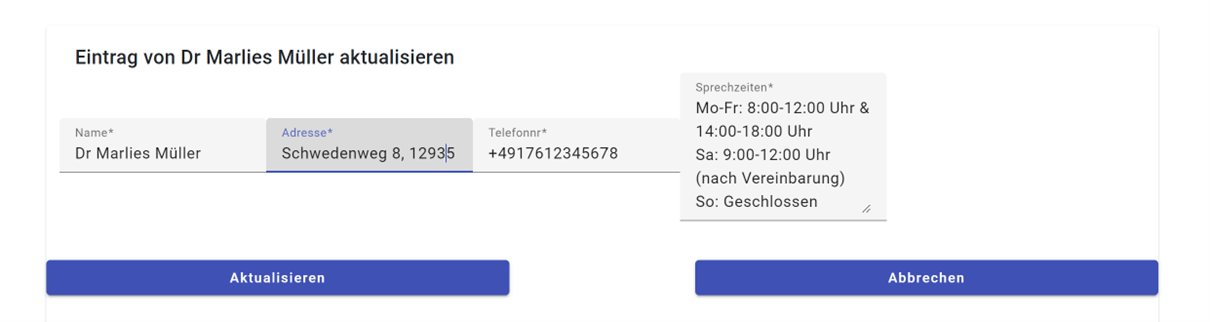 Eintrag von Dr Marlies Müller aktualisieren
Name*
Dr Marlies Müller
Adresse*
Schwedenweg 8, 12935
Telefonnr*
+4917612345678
Sprechzeiten*
Mo-Fr: 8:00-12:00 Uhr &
14:00-18:00 Uhr
Sa: 9:00-12:00 Uhr
(nach Vereinbarung)
So: Geschlossen
Aktualisieren
Abbrechen